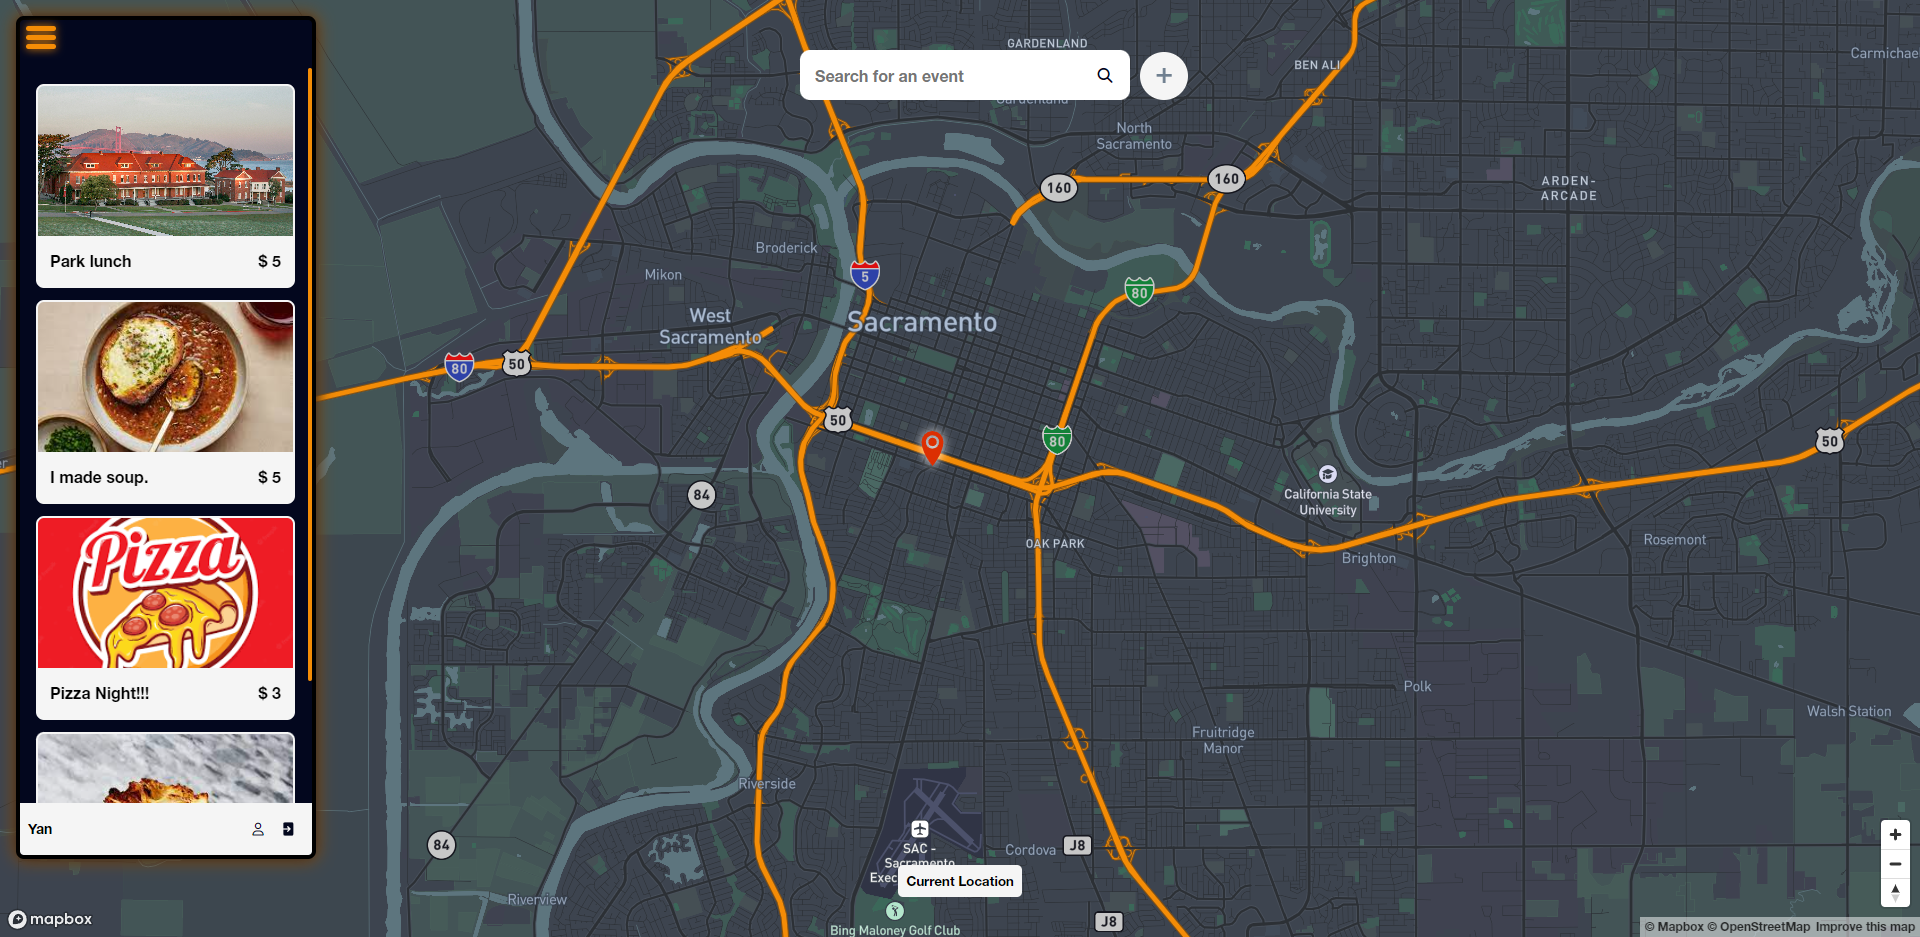 Park lunch
$ 5
I made soup.
$ 5
Pizza
Pizza Night!!!
$ 3
Yan
Search for an event
+
GARDENLAND
Gardenland
BEN ALI
North
Sacramento
ARDEN-
ARCADE
160
160
Broderick
Mikon
5
80
West
Sacramento
Sacramento
80
50
50
80
50
84
California State
University
OAK PARK
Brighton
Rosemont
Polk
Walsh Station
Fruitridge
Manor
Riverside
84
SAC -
Sacramento
Exec
Cordova
J8
Current Location
Riverview
J8
Bing Maloney Golf Club
mapbox
© Mapbox © OpenStreetMap Improve this map